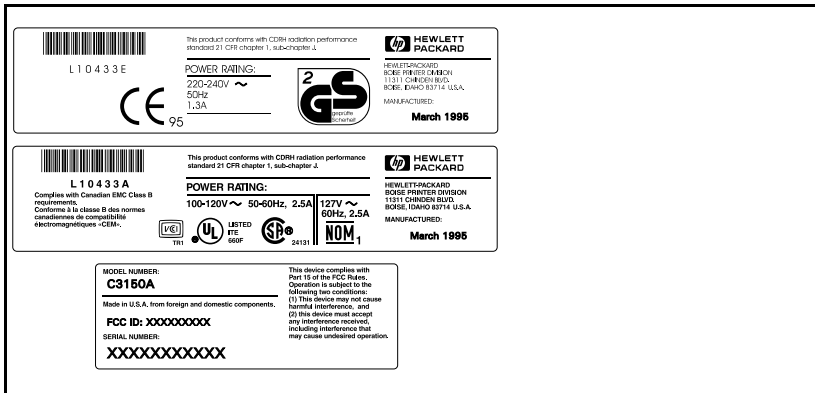 L10433E
CE 95
This product conforms with CDRH radiation performance
standard 21 CFR chapter 1, sub-chapter J.
POWER RATING:
220-240V ~
50Hz
1.3A
2
GS
geprüfte
Sicherheit
hp HEWLETT
PACKARD
HEWLETT-PACKARD
BOISE PRINTER DIVISION
11311 CHINDEN BLVD.
BOISE, IDAHO 83714 U.S.A.
MANUFACTURED:
March 1995
L10433A
Complies with Canadian EMC Class B
requirements.
Conforme à la classe B des normes
canadiennes de compatibilité
électromagnétiques «CEM».
This product conforms with CDRH radiation performance
standard 21 CFR chapter 1, sub-chapter J.
POWER RATING:
100-120V ~ 50-60Hz, 2.5A
127V ~
60Hz, 2.5A
VCI
TR1
UL
LISTED
ITE
660F
SA
24131
NOM 1
hp HEWLETT
PACKARD
HEWLETT-PACKARD
BOISE PRINTER DIVISION
11311 CHINDEN BLVD.
BOISE, IDAHO 83714 U.S.A.
MANUFACTURED:
March 1995
MODEL NUMBER:
C3150A
Made in U.S.A, from foreign and domestic components.
FCC ID: XXXXXXXXX
SERIAL NUMBER:
XXXXXXXXXXX
This device complies with
Part 15 of the FCC Rules.
Operation is subject to the
following two conditions:
(1) This device may not cause
harmful interference, and
(2) this device must accept
any interference received,
including interference that
may cause undesired operation.